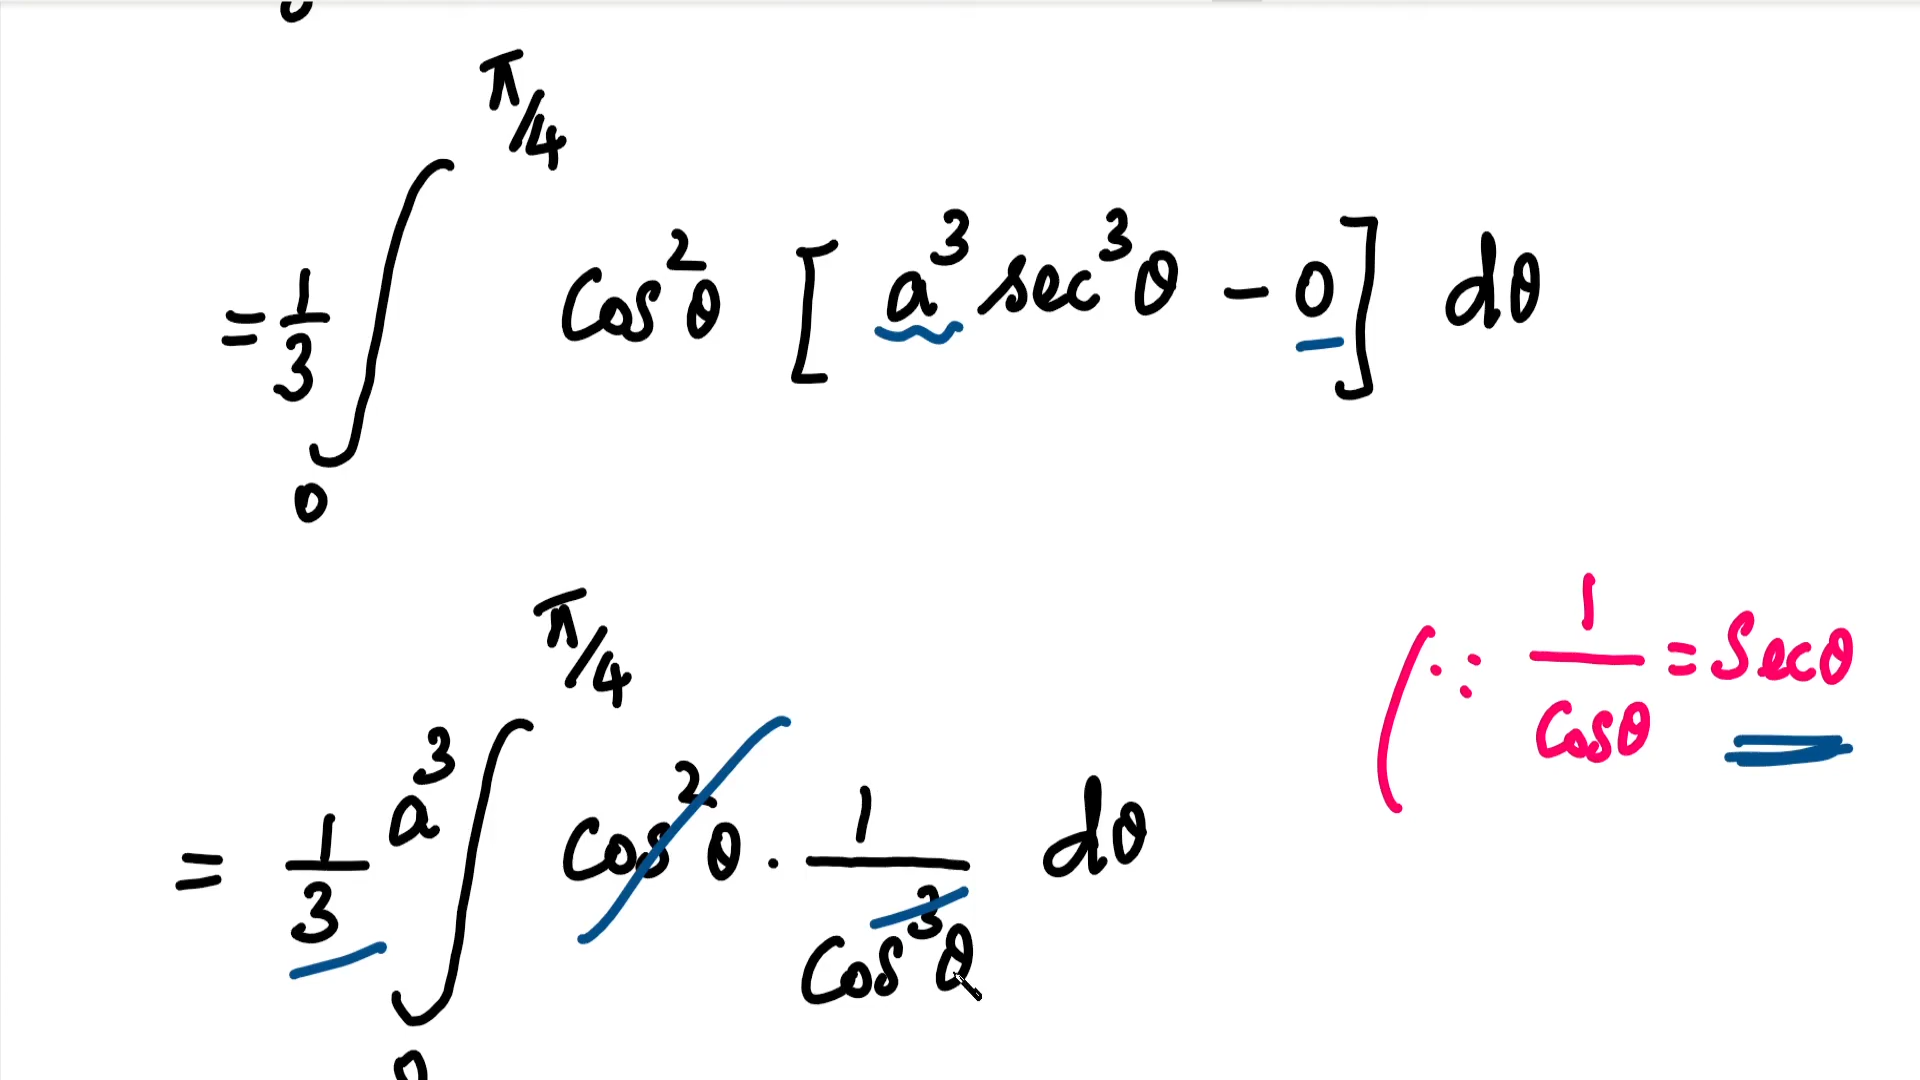 0
= 1/3 ∫₀^{π/4} Cos²θ [ a³ sec³θ - 0 ] dθ
( ∵ 1/Cosθ = Secθ
= 1/3 a³ ∫₀^{π/4} Cos²θ · 1/Cos³θ dθ